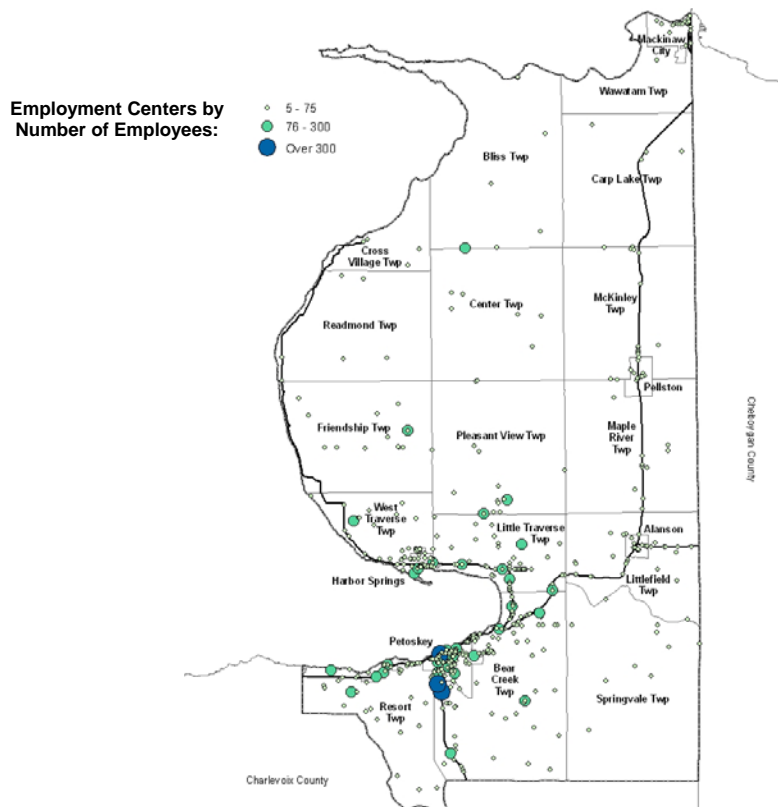 Mackinaw
City
Wawatam Twp
Employment Centers by
Number of Employees:
5 - 75
76 - 300
Over 300
Bliss Twp
Carp Lake Twp
Cross
Village Twp
Center Twp
McKinley
Twp
Readmond Twp
Pellston
Cheboygan County
Friendship Twp
Pleasant View Twp
Maple
River
Twp
West
Traverse
Twp
Little Traverse
Twp
Alanson
Harbor Springs
Littlefield
Twp
Petoskey
Bear
Creek
Twp
Springvale Twp
Resort
Twp
Charlevoix County